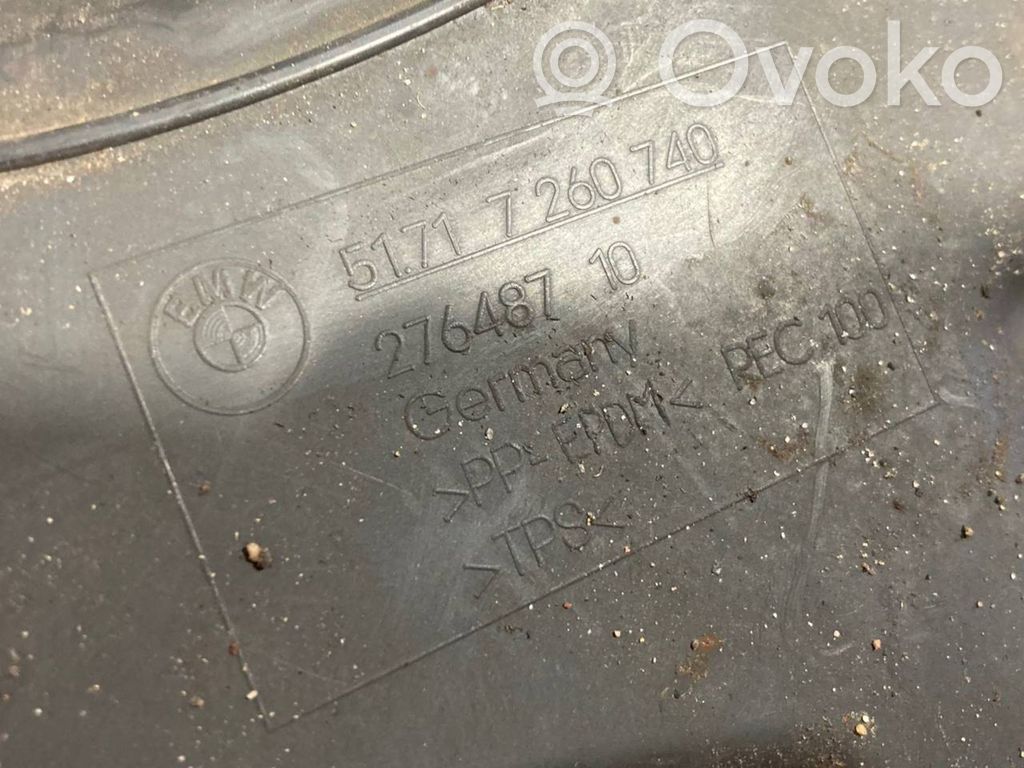 Ovoko
BMW
51.71 7 260 740
276487 10
Germany
>PP-EPDM< REC 100
>TPS<